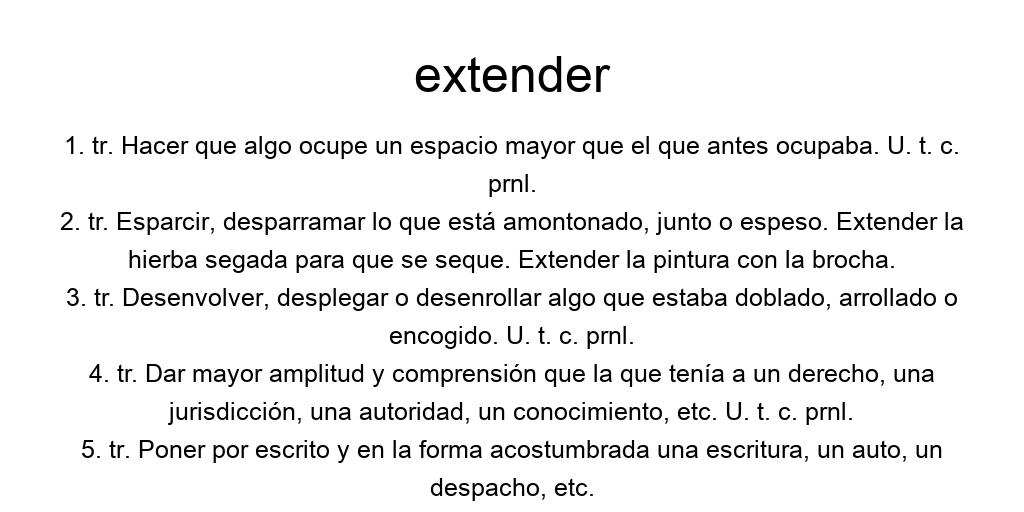 extender
1. tr. Hacer que algo ocupe un espacio mayor que el que antes ocupaba. U. t. c.
prnl.
2. tr. Esparcir, desparramar lo que está amontonado, junto o espeso. Extender la
hierba segada para que se seque. Extender la pintura con la brocha.
3. tr. Desenvolver, desplegar o desenrollar algo que estaba doblado, arrollado o
encogido. U. t. c. prnl.
4. tr. Dar mayor amplitud y comprensión que la que tenía a un derecho, una
jurisdicción, una autoridad, un conocimiento, etc. U. t. c. prnl.
5. tr. Poner por escrito y en la forma acostumbrada una escritura, un auto, un
despacho, etc.